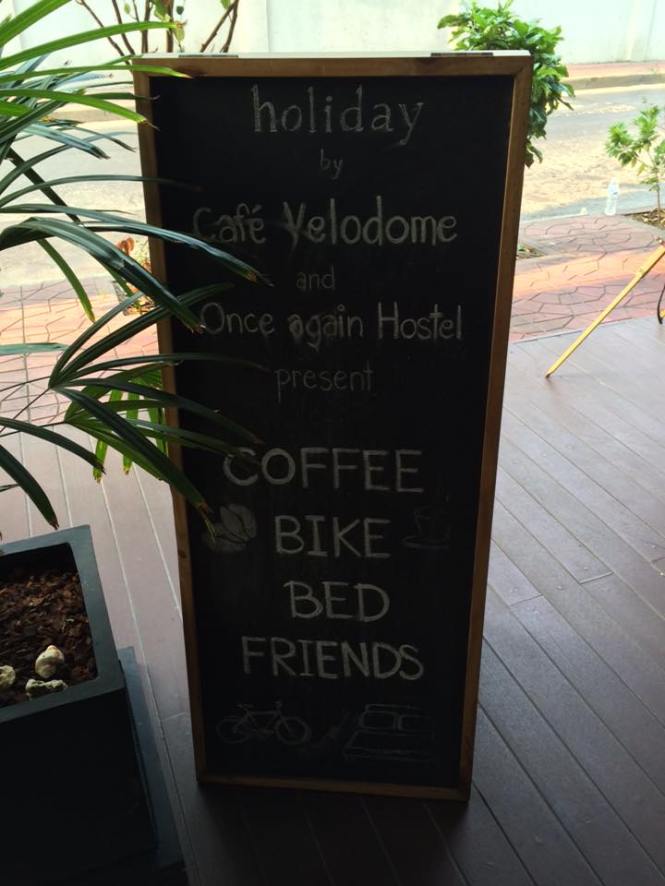 holiday
by
Café Velodome
and
Once again Hostel
present
COFFEE
BIKE
BED
FRIENDS